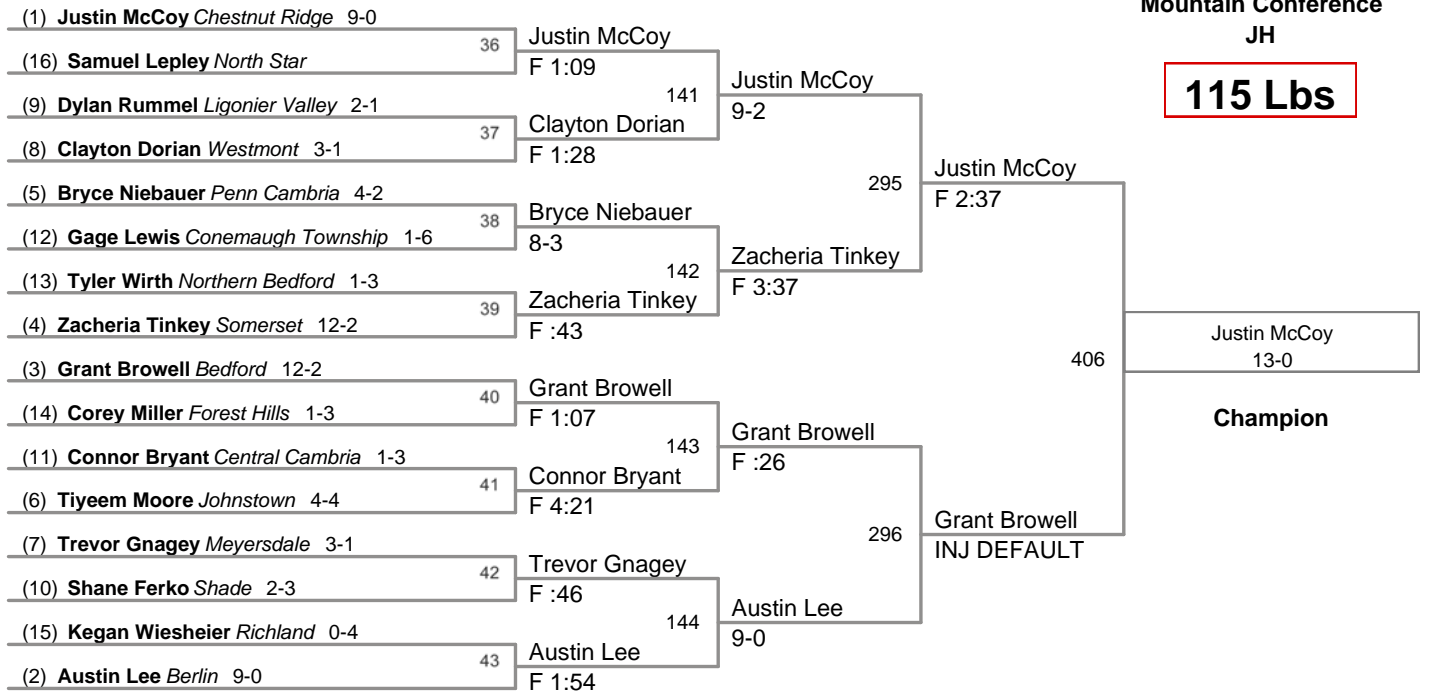 Mountain Conference
JH
115 Lbs
(1) Justin McCoy Chestnut Ridge 9-0
(16) Samuel Lepley North Star
(9) Dylan Rummel Ligonier Valley 2-1
(8) Clayton Dorian Westmont 3-1
(5) Bryce Niebauer Penn Cambria 4-2
(12) Gage Lewis Conemaugh Township 1-6
(13) Tyler Wirth Northern Bedford 1-3
(4) Zacheria Tinkey Somerset 12-2
(3) Grant Browell Bedford 12-2
(14) Corey Miller Forest Hills 1-3
(11) Connor Bryant Central Cambria 1-3
(6) Tiyeem Moore Johnstown 4-4
(7) Trevor Gnagey Meyersdale 3-1
(10) Shane Ferko Shade 2-3
(15) Kegan Wiesheier Richland 0-4
(2) Austin Lee Berlin 9-0
36
37
38
39
40
41
42
43
Justin McCoy
F 1:09
Clayton Dorian
F 1:28
Bryce Niebauer
8-3
Zacheria Tinkey
F :43
Grant Browell
F 1:07
Connor Bryant
F 4:21
Trevor Gnagey
F :46
Austin Lee
F 1:54
141
142
143
144
Justin McCoy
9-2
Zacheria Tinkey
F 3:37
Grant Browell
F :26
Austin Lee
9-0
295
296
Justin McCoy
F 2:37
Grant Browell
INJ DEFAULT
406
Justin McCoy
13-0
Champion